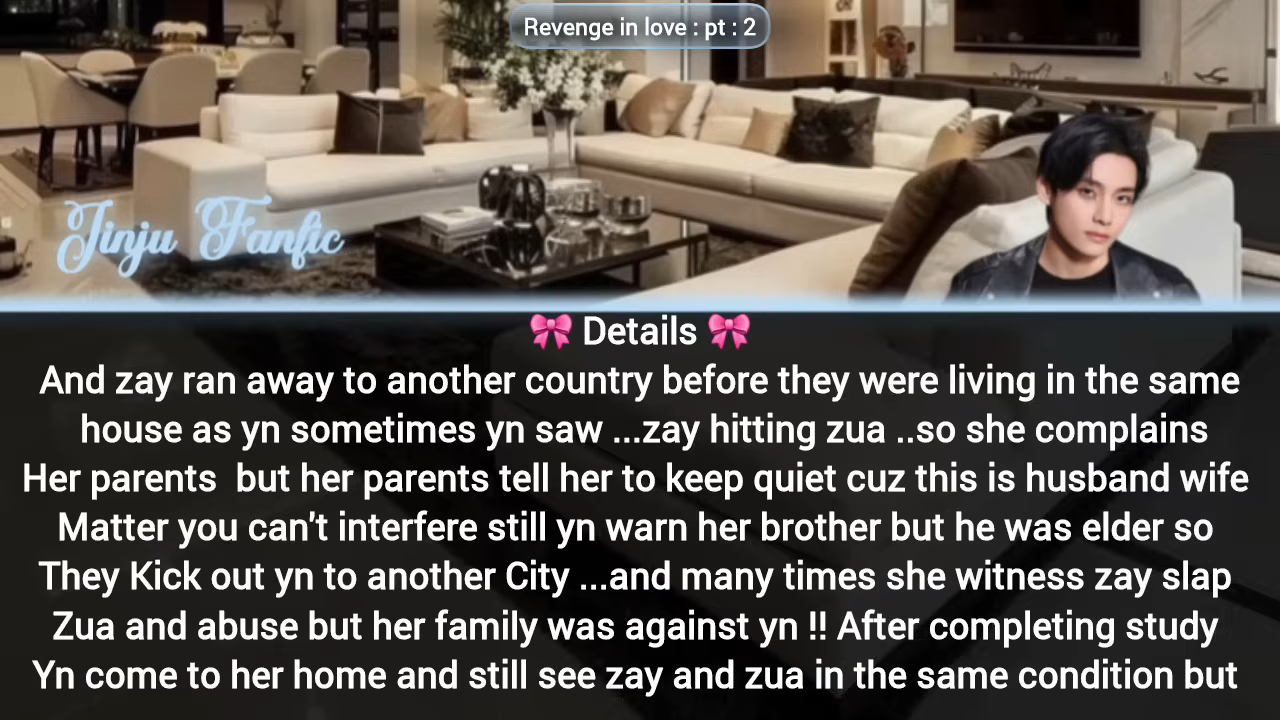 Revenge in love : pt : 2
Jinju Fanfic
🎀 Details 🎀
And zay ran away to another country before they were living in the same
house as yn sometimes yn saw ...zay hitting zua ..so she complains
Her parents  but her parents tell her to keep quiet cuz this is husband wife
Matter you can't interfere still yn warn her brother but he was elder so
They Kick out yn to another City ...and many times she witness zay slap
Zua and abuse but her family was against yn !! After completing study
Yn come to her home and still see zay and zua in the same condition but